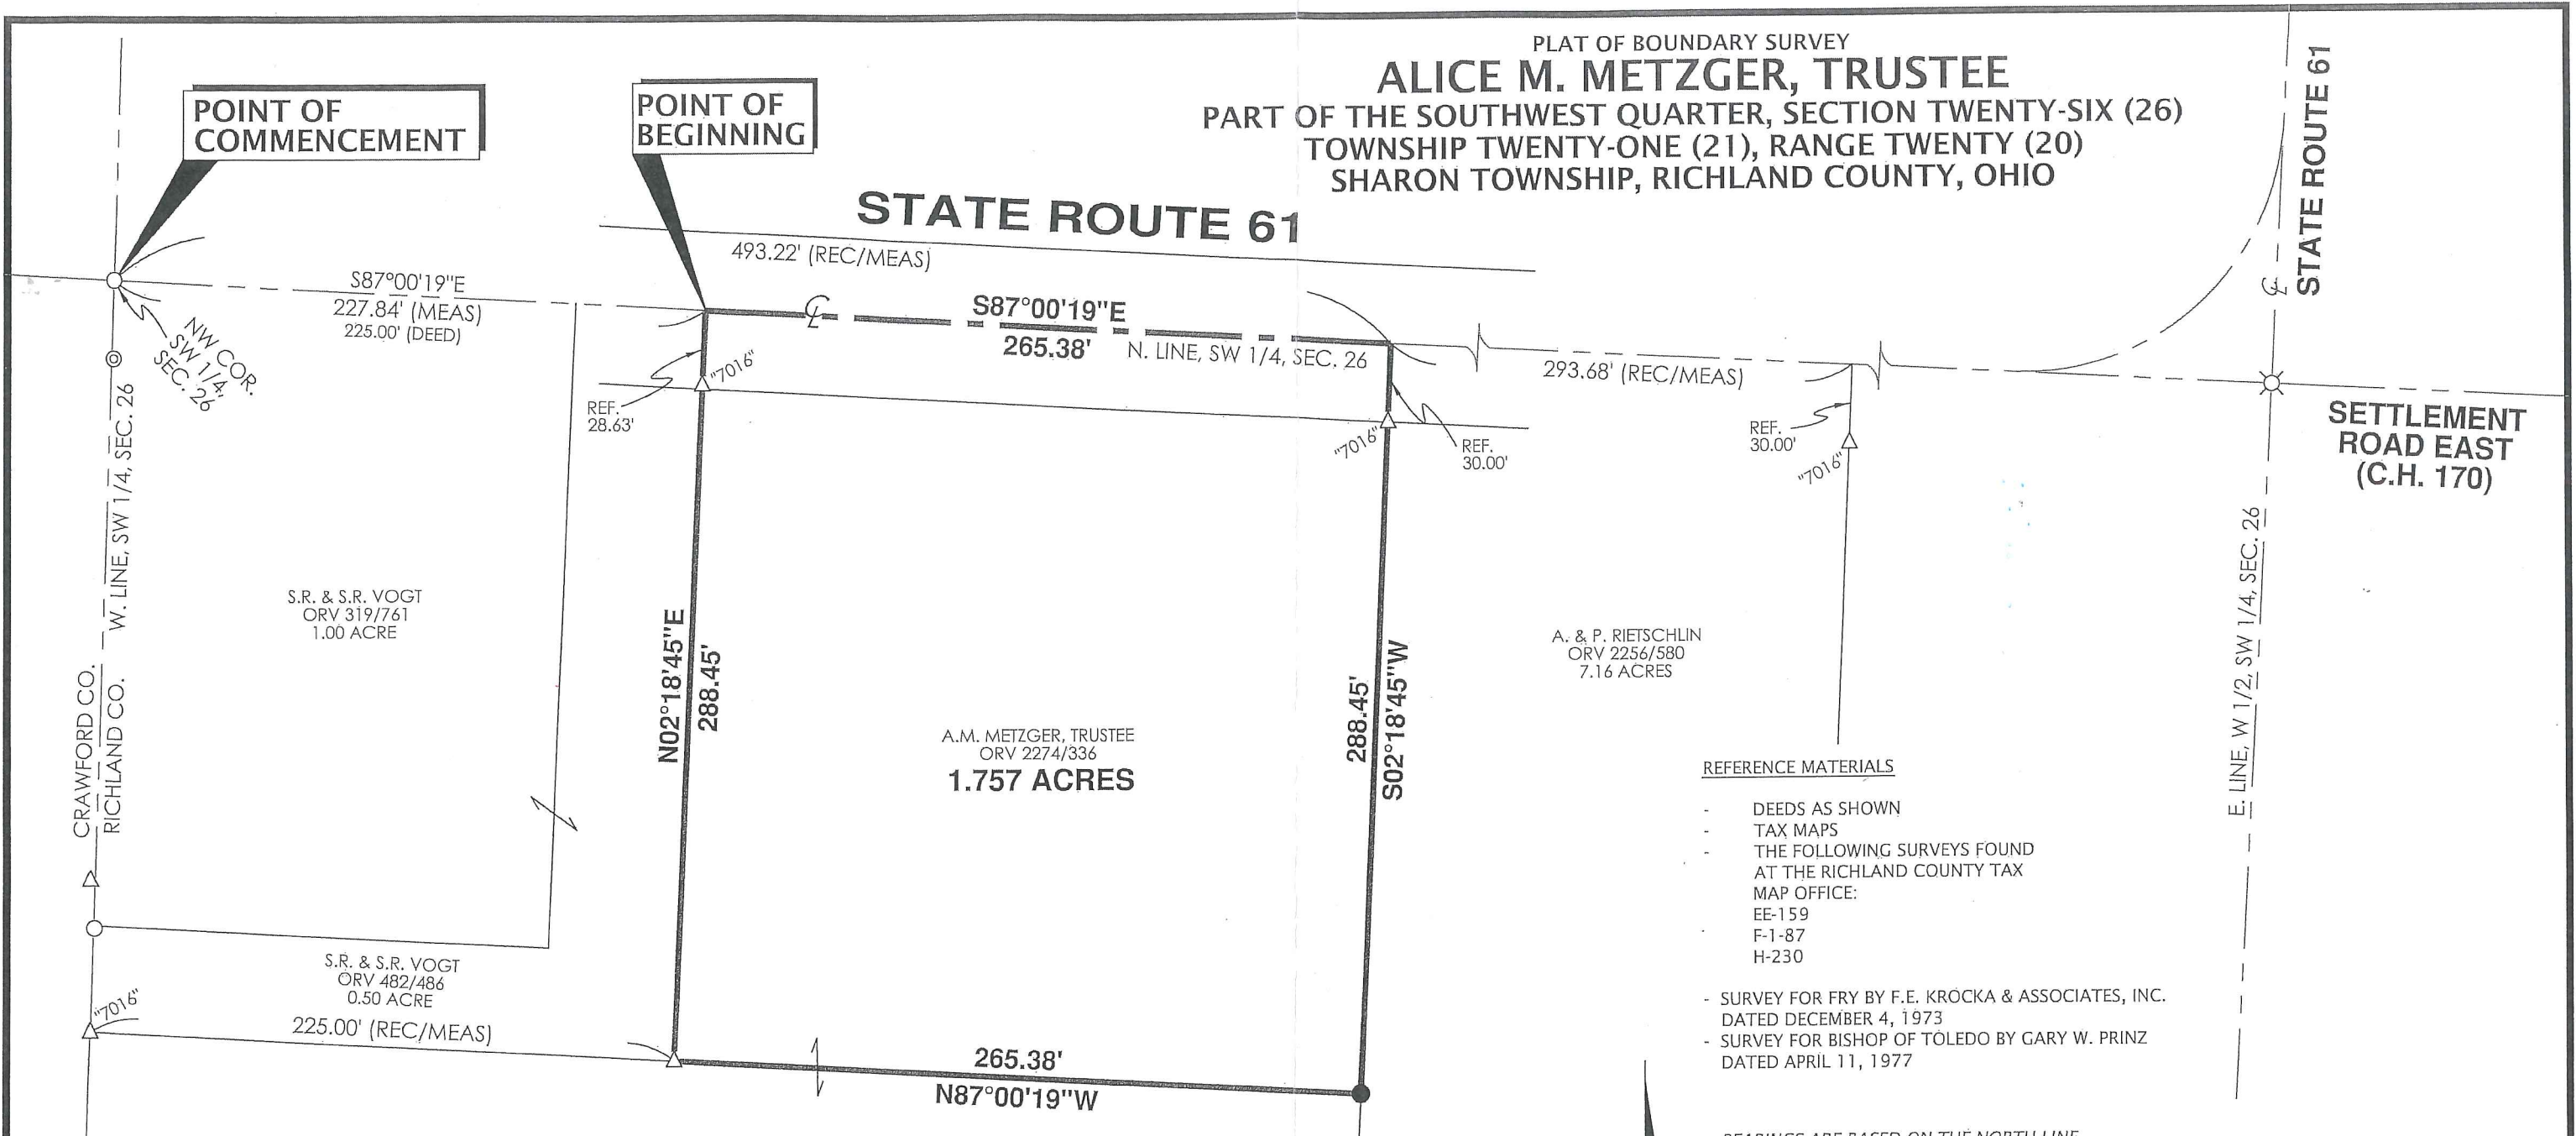 PLAT OF BOUNDARY SURVEY
ALICE M. METZGER, TRUSTEE
PART OF THE SOUTHWEST QUARTER, SECTION TWENTY-SIX (26)
TOWNSHIP TWENTY-ONE (21), RANGE TWENTY (20)
SHARON TOWNSHIP, RICHLAND COUNTY, OHIO
POINT OF
COMMENCEMENT
POINT OF
BEGINNING
STATE ROUTE 61
493.22' (REC/MEAS)
STATE ROUTE 61
S87°00'19"E
227.84' (MEAS)
225.00' (DEED)
NW COR.
SW 1/4,
SEC. 26
℄
S87°00'19"E
265.38'
N. LINE, SW 1/4, SEC. 26
293.68' (REC/MEAS)
℄
"7016"
REF.
28.63'
"7016"
REF.
30.00'
REF.
30.00'
"7016"
SETTLEMENT
ROAD EAST
(C.H. 170)
W. LINE, SW 1/4, SEC. 26
CRAWFORD CO.
RICHLAND CO.
S.R. & S.R. VOGT
ORV 319/761
1.00 ACRE
N02°18'45"E
288.45'
A.M. METZGER, TRUSTEE
ORV 2274/336
1.757 ACRES
288.45'
S02°18'45"W
A. & P. RIETSCHLIN
ORV 2256/580
7.16 ACRES
E. LINE, W 1/2, SW 1/4, SEC. 26
REFERENCE MATERIALS
- DEEDS AS SHOWN
- TAX MAPS
- THE FOLLOWING SURVEYS FOUND
AT THE RICHLAND COUNTY TAX
MAP OFFICE:
EE-159
F-1-87
H-230
- SURVEY FOR FRY BY F.E. KROCKA & ASSOCIATES, INC.
DATED DECEMBER 4, 1973
- SURVEY FOR BISHOP OF TOLEDO BY GARY W. PRINZ
DATED APRIL 11, 1977
S.R. & S.R. VOGT
ORV 482/486
0.50 ACRE
"7016"
225.00' (REC/MEAS)
265.38'
N87°00'19"W
BEARINGS ARE BASED ON THE NORTH LINE